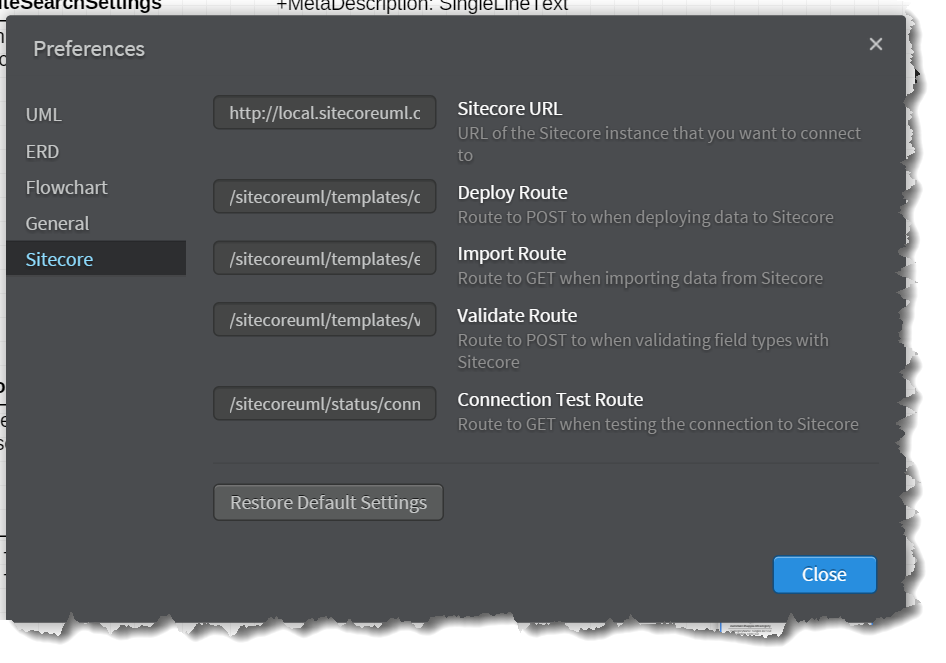 iteSearchSettings
+MetaDescription: SingleLineText
Preferences
UML
ERD
Flowchart
General
Sitecore
http://local.sitecoreuml.c
Sitecore URL
URL of the Sitecore instance that you want to connect
to
/sitecoreuml/templates/c
Deploy Route
Route to POST to when deploying data to Sitecore
/sitecoreuml/templates/e
Import Route
Route to GET when importing data from Sitecore
/sitecoreuml/templates/v
Validate Route
Route to POST to when validating field types with
Sitecore
/sitecoreuml/status/conn
Connection Test Route
Route to GET when testing the connection to Sitecore
Restore Default Settings
Close